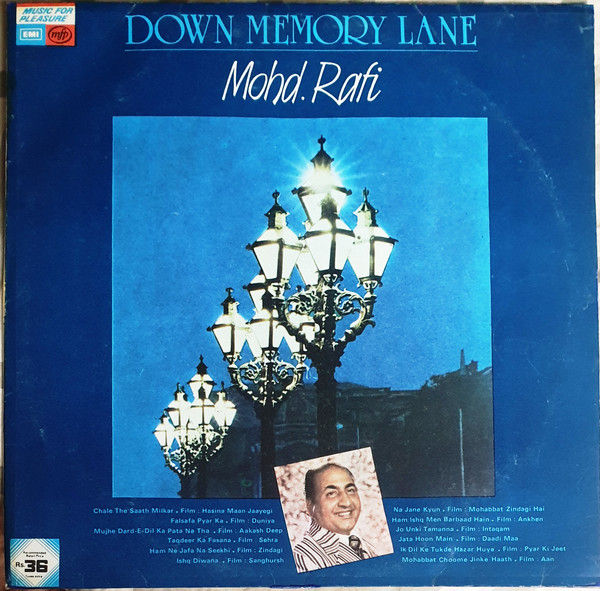 MUSIC FOR
PLEASURE
EMI mfp
DOWN MEMORY LANE
Mohd. Rafi
Chale The Saath Milkar . Film : Hasina Maan Jaayegi
Falsafa Pyar Ka . Film : Duniya
Mujhe Dard-E-Dil Ka Pata Na Tha . Film : Aakash Deep
Taqdeer Ka Fasana . Film : Sehra
Ham Ne Jafa Na Seekhi . Film : Zindagi
Ishq Diwana . Film : Sanghursh
Na Jane Kyun . Film : Mohabbat Zindagi Hai
Ham Ishq Men Barbaad Hain . Film : Ankhen
Jo Unki Tamanna . Film : Intaqam
Jata Hoon Main . Film : Daadi Maa
Ik Dil Ke Tukde Hazar Huye . Film : Pyar Ki Jeet
Mohabbat Choome Jinke Haath . Film : Aan
Recommended
Retail Price
Rs. 36